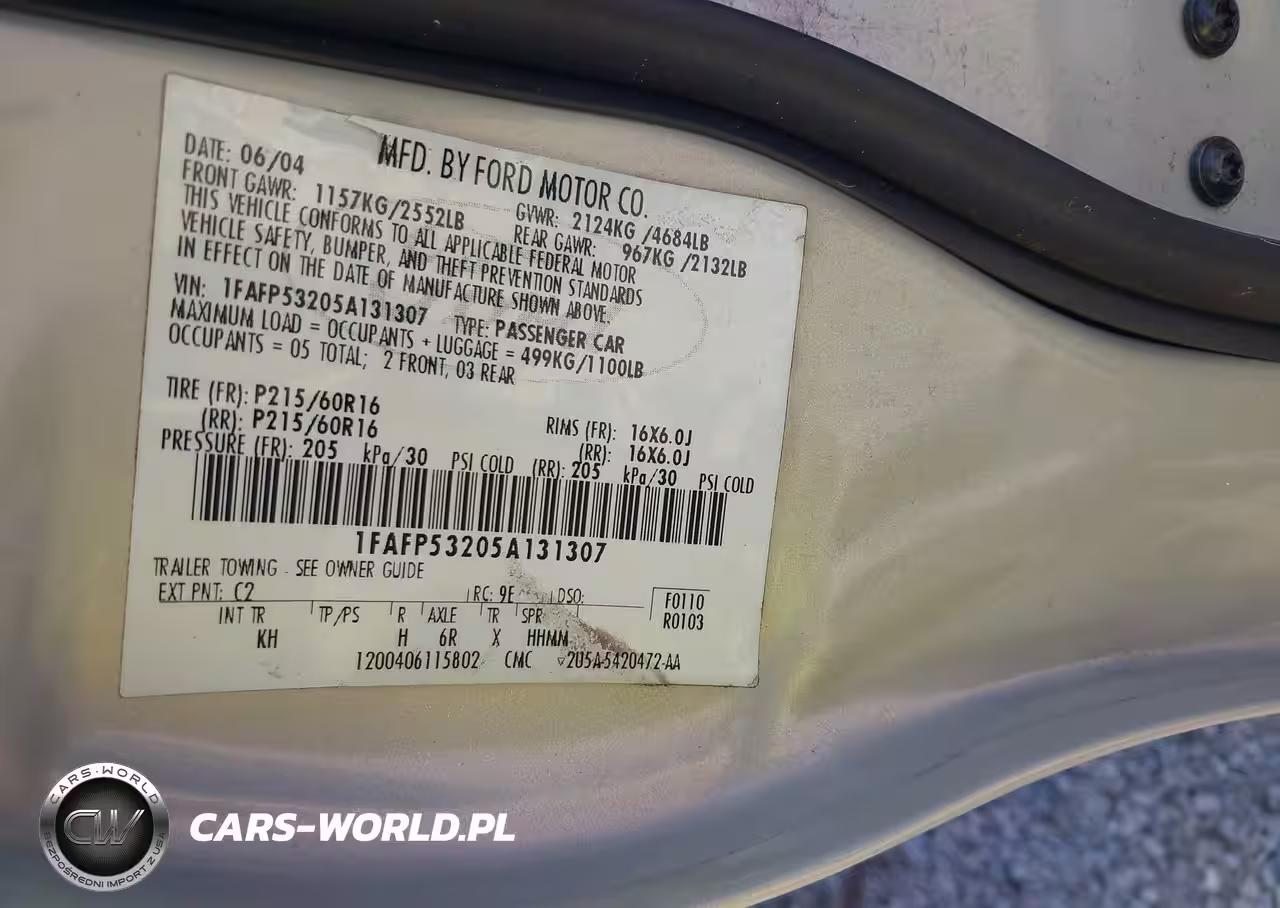 MFD. BY FORD MOTOR CO.
DATE: 06/04 GVWR: 2124KG /4684LB
FRONT GAWR: 1157KG/2552LB REAR GAWR: 967KG /2132LB
THIS VEHICLE CONFORMS TO ALL APPLICABLE FEDERAL MOTOR
VEHICLE SAFETY, BUMPER, AND THEFT PREVENTION STANDARDS
IN EFFECT ON THE DATE OF MANUFACTURE SHOWN ABOVE.
VIN: 1FAFP53205A131307 TYPE: PASSENGER CAR
MAXIMUM LOAD = OCCUPANTS + LUGGAGE = 499KG/1100LB
OCCUPANTS = 05 TOTAL; 2 FRONT, 03 REAR
TIRE (FR): P215/60R16 RIMS (FR): 16X6.0J
(RR): P215/60R16 (RR): 16X6.0J
PRESSURE (FR): 205 kPa/30 PSI COLD (RR): 205 kPa/30 PSI COLD
1FAFP53205A131307
TRAILER TOWING - SEE OWNER GUIDE
EXT PNT: C2 RC: 9E DSO: F0110
R0103
INT TR TP/PS R AXLE TR SPR
KH H 6R X HHMM
1200406115802 CMC ▽2U5A-5420472-AA
CARS-WORLD
CW
BEZPOŚREDNI IMPORT Z USA
CARS-WORLD.PL